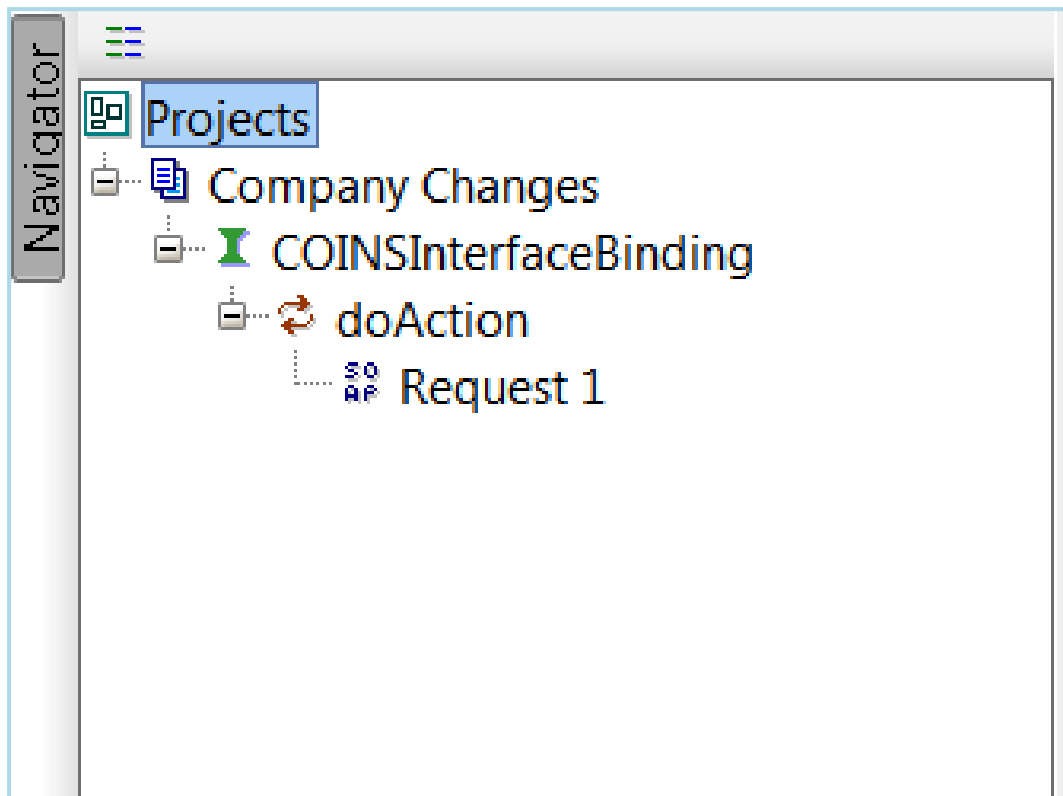 Navigator
Projects
Company Changes
COINSInterfaceBinding
doAction
SO
AP
Request 1